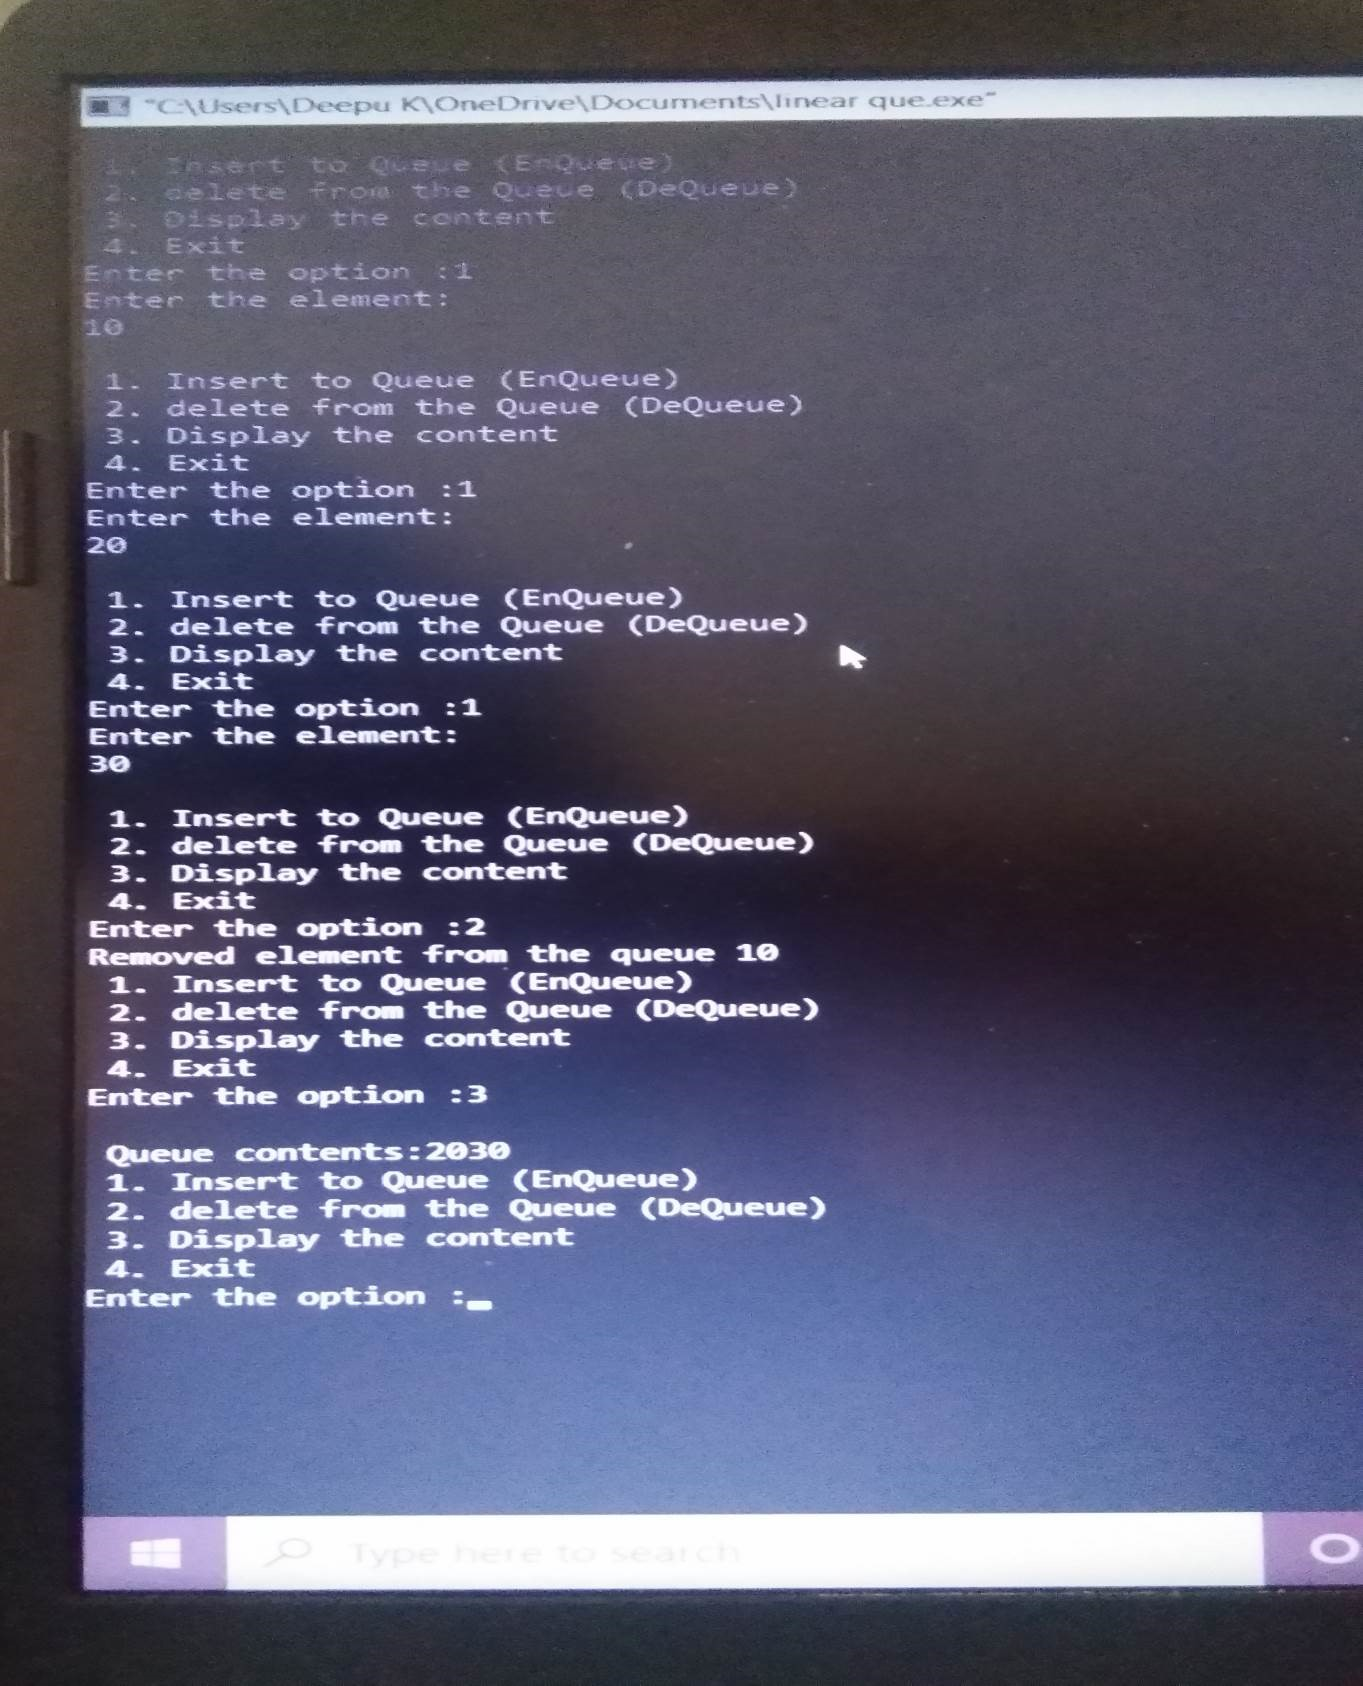 "C:\Users\Deepu K\OneDrive\Documents\linear que.exe"
1. Insert to Queue (EnQueue)
2. delete from the Queue (DeQueue)
3. Display the content
4. Exit
Enter the option :1
Enter the element:
10
1. Insert to Queue (EnQueue)
2. delete from the Queue (DeQueue)
3. Display the content
4. Exit
Enter the option :1
Enter the element:
20
1. Insert to Queue (EnQueue)
2. delete from the Queue (DeQueue)
3. Display the content
4. Exit
Enter the option :1
Enter the element:
30
1. Insert to Queue (EnQueue)
2. delete from the Queue (DeQueue)
3. Display the content
4. Exit
Enter the option :2
Removed element from the queue 10
1. Insert to Queue (EnQueue)
2. delete from the Queue (DeQueue)
3. Display the content
4. Exit
Enter the option :3
Queue contents:2030
1. Insert to Queue (EnQueue)
2. delete from the Queue (DeQueue)
3. Display the content
4. Exit
Enter the option :_
Type here to search